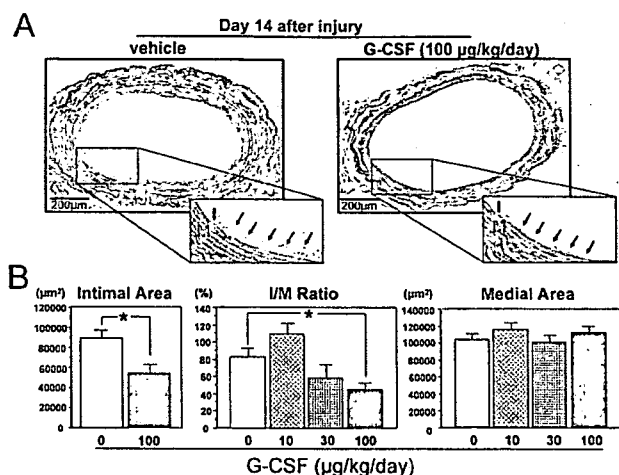 A
Day 14 after injury
vehicle
G-CSF (100 µg/kg/day)
200µm
200µm
I
I
B
(µm²)
Intimal Area
(%)
I/M Ratio
(µm²)
Medial Area
100000
80000
60000
40000
20000
0
*
140
120
100
80
60
40
20
0
*
140000
120000
100000
80000
60000
40000
20000
0
0 100
0 10 30 100
0 10 30 100
G-CSF (µg/kg/day)